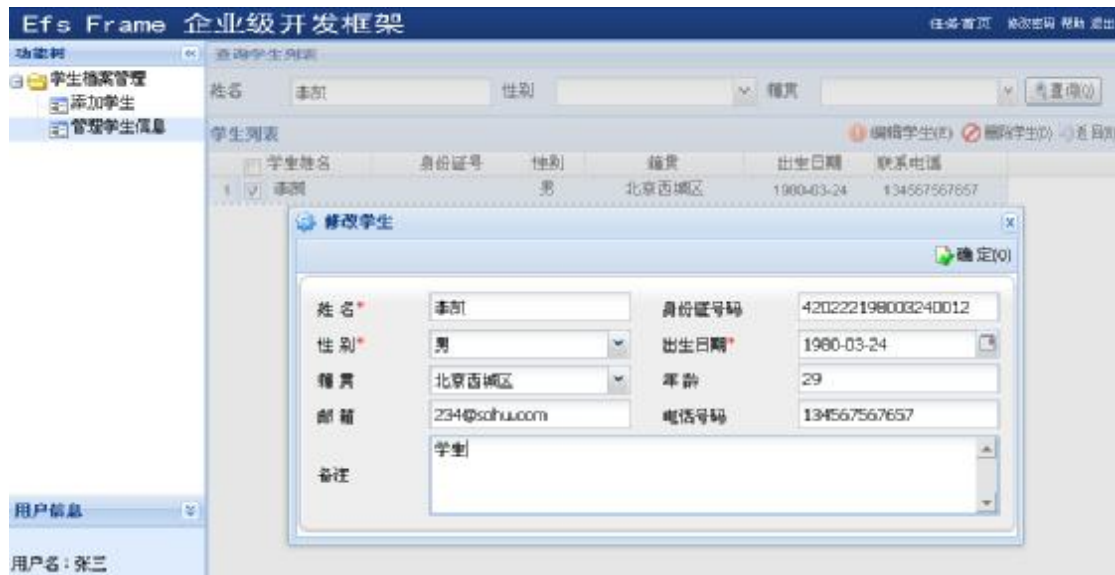 Efs Frame 企业级开发框架
任务首页 修改密码 帮助 退出
功能树
查询学生列表
学生档案管理
添加学生
管理学生信息
姓名 李刚 性别 籍贯 查询(Q)
学生列表 编辑学生(E) 删除学生(D) 返回
学生姓名 身份证号 性别 籍贯 出生日期 联系电话
1 李刚 男 北京西城区 1980-03-24 134567567657
修改学生
确定(O)
姓名* 李刚 身份证号码 420222198003240012
性别* 男 出生日期* 1980-03-24
籍贯 北京西城区 年龄 29
邮箱 234@sohu.com 电话号码 134567567657
备注 学生
用户信息
用户名：张三